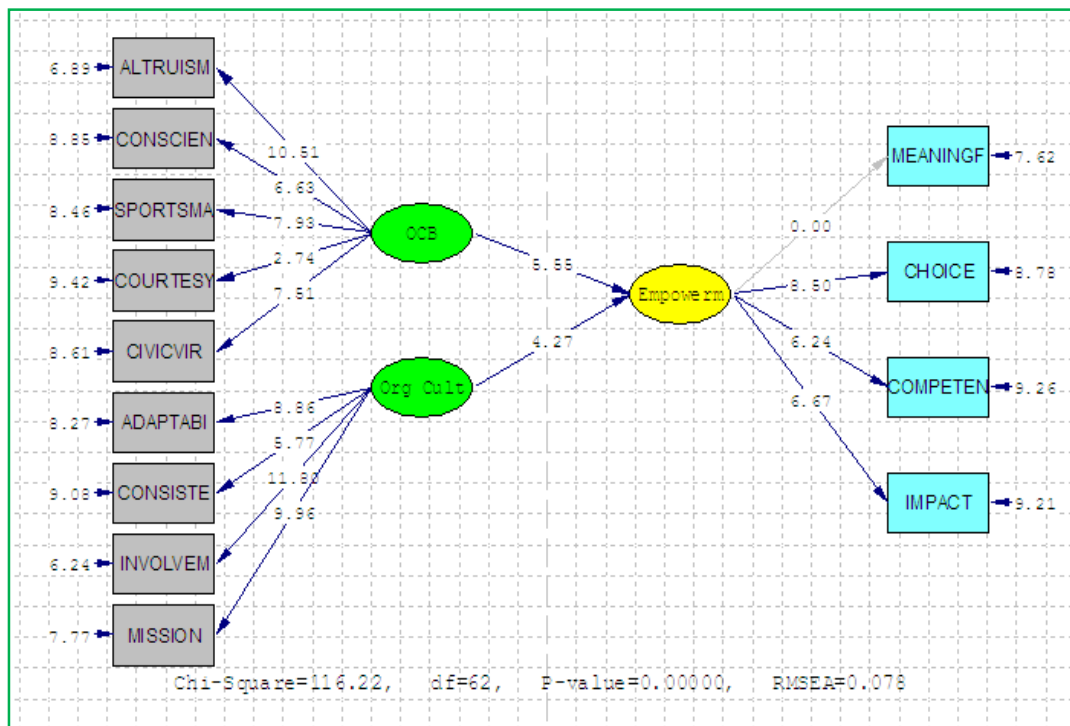 6.89 ALTRUISM
8.85 CONSCIEN
8.46 SPORTSMA
9.42 COURTESY
8.61 CIVICVIR
8.27 ADAPTABI
9.08 CONSISTE
6.24 INVOLVEM
7.77 MISSION
10.51
6.63
7.93
2.74
7.51
8.86
5.77
11.80
9.96
OCB
Org Cult
5.55
4.27
Empowerm
0.00
8.50
6.24
6.67
MEANINGF 7.62
CHOICE 8.78
COMPETEN 9.26
IMPACT 9.21
Chi-Square=116.22, df=62, P-value=0.00000, RMSEA=0.078